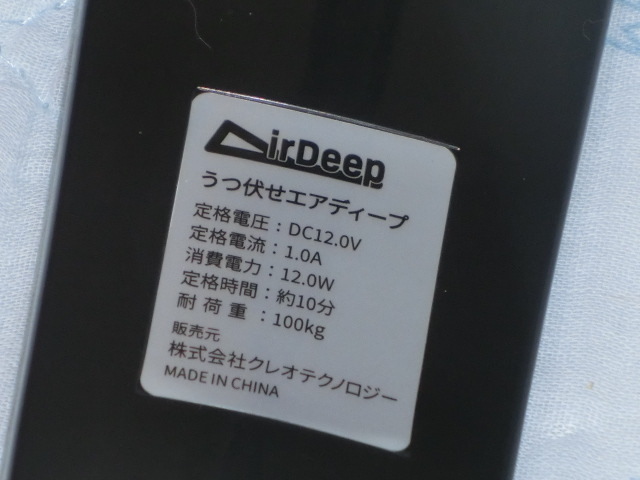 AirDeep
うつ伏せエアディープ
定格電圧：DC12.0V
定格電流：1.0A
消費電力：12.0W
定格時間：約10分
耐 荷 重 ：100kg
販売元
株式会社クレオテクノロジー
MADE IN CHINA